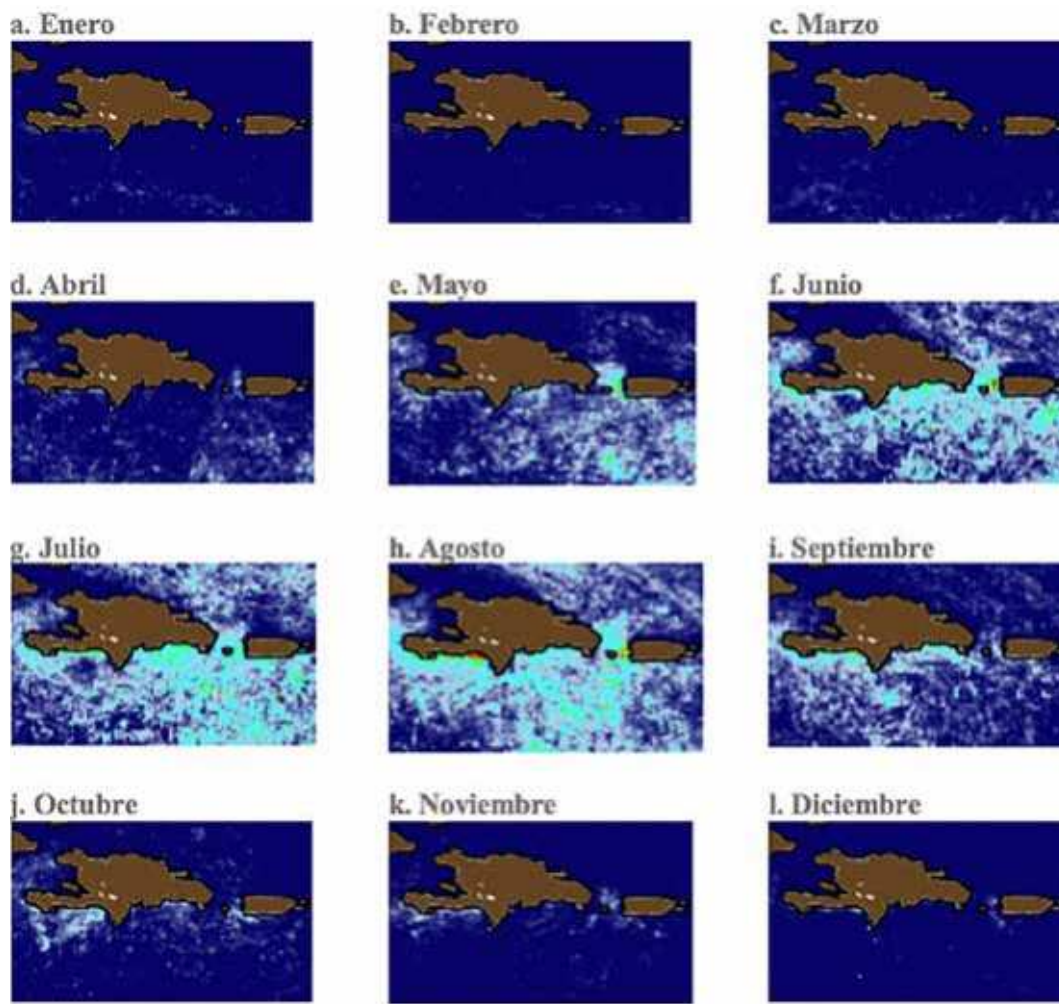 a. Enero
b. Febrero
c. Marzo
d. Abril
e. Mayo
f. Junio
g. Julio
h. Agosto
i. Septiembre
j. Octubre
k. Noviembre
l. Diciembre